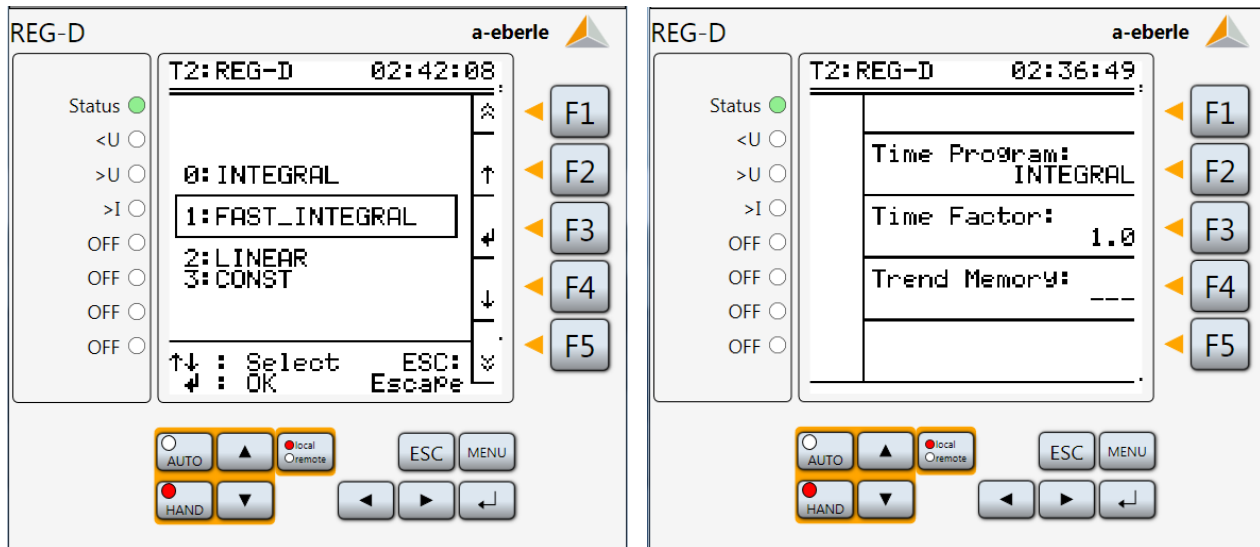 REG-D
a-eberle
T2:REG-D 02:42:08
Status
<U
>U
>I
OFF
OFF
OFF
OFF
0:INTEGRAL
1:FAST_INTEGRAL
2:LINEAR
3:CONST
↑↓ : Select ESC:
↵ : OK Escape
F1
F2
F3
F4
F5
AUTO
local
remote
HAND
ESC
MENU
REG-D
a-eberle
T2:REG-D 02:36:49
Status
<U
>U
>I
OFF
OFF
OFF
OFF
Time Program:
INTEGRAL
Time Factor:
1.0
Trend Memory:
___
F1
F2
F3
F4
F5
AUTO
local
remote
HAND
ESC
MENU